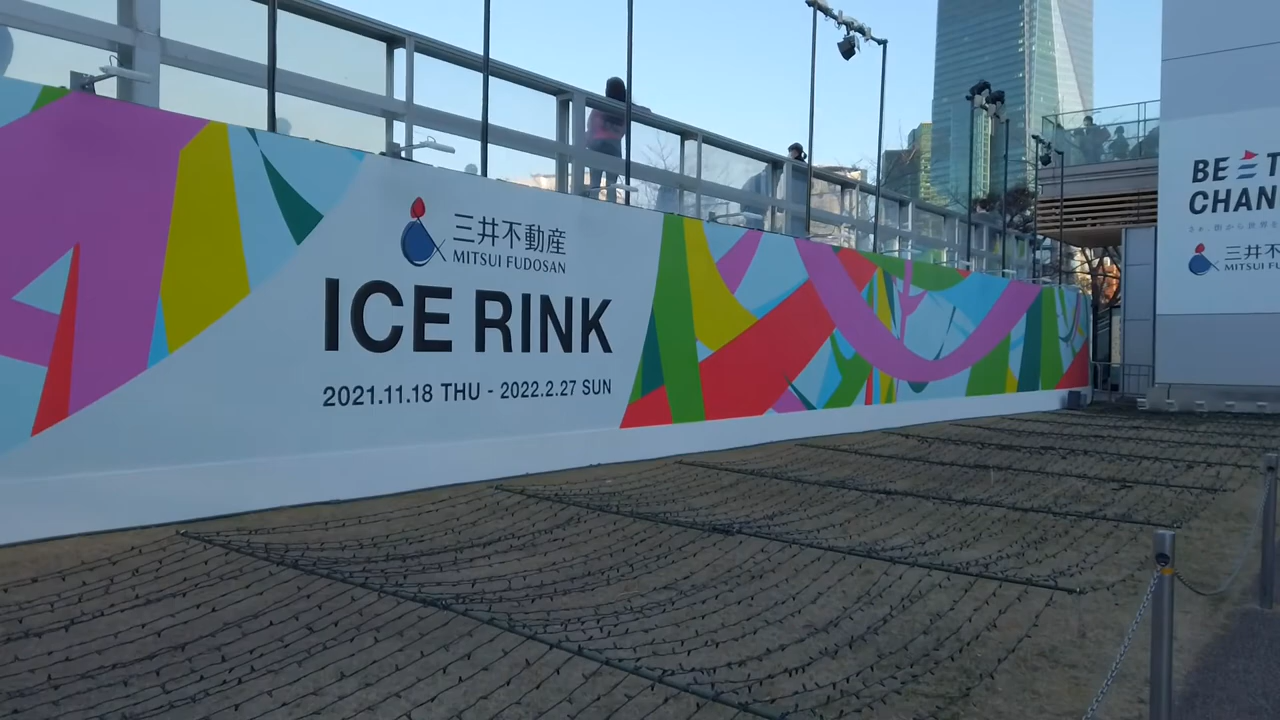 三井不動産
MITSUI FUDOSAN
ICE RINK
2021.11.18 THU - 2022.2.27 SUN
BE T
CHAN
三井不
MITSUI FU